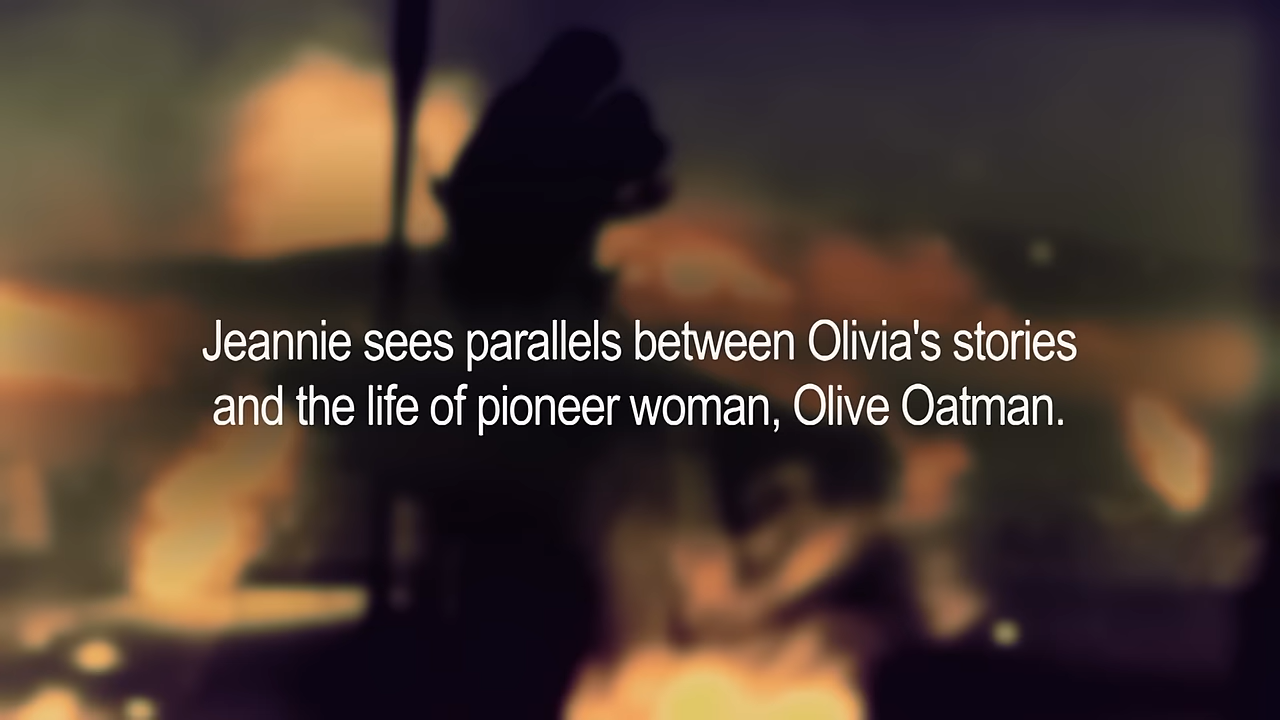 Jeannie sees parallels between Olivia's stories
and the life of pioneer woman, Olive Oatman.